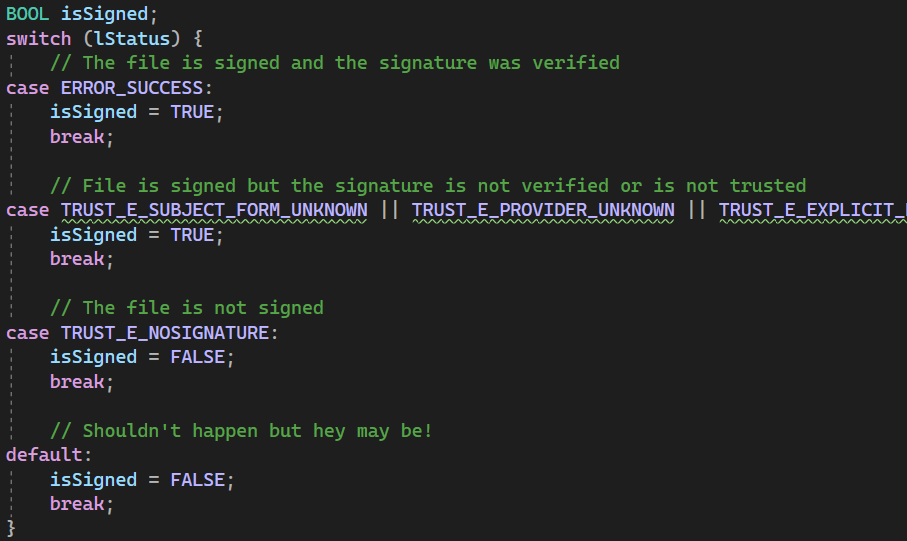 BOOL isSigned;
switch (lStatus) {
    // The file is signed and the signature was verified
case ERROR_SUCCESS:
    isSigned = TRUE;
    break;

    // File is signed but the signature is not verified or is not trusted
case TRUST_E_SUBJECT_FORM_UNKNOWN || TRUST_E_PROVIDER_UNKNOWN || TRUST_E_EXPLICIT_
    isSigned = TRUE;
    break;

    // The file is not signed
case TRUST_E_NOSIGNATURE:
    isSigned = FALSE;
    break;

    // Shouldn't happen but hey may be!
default:
    isSigned = FALSE;
    break;
}